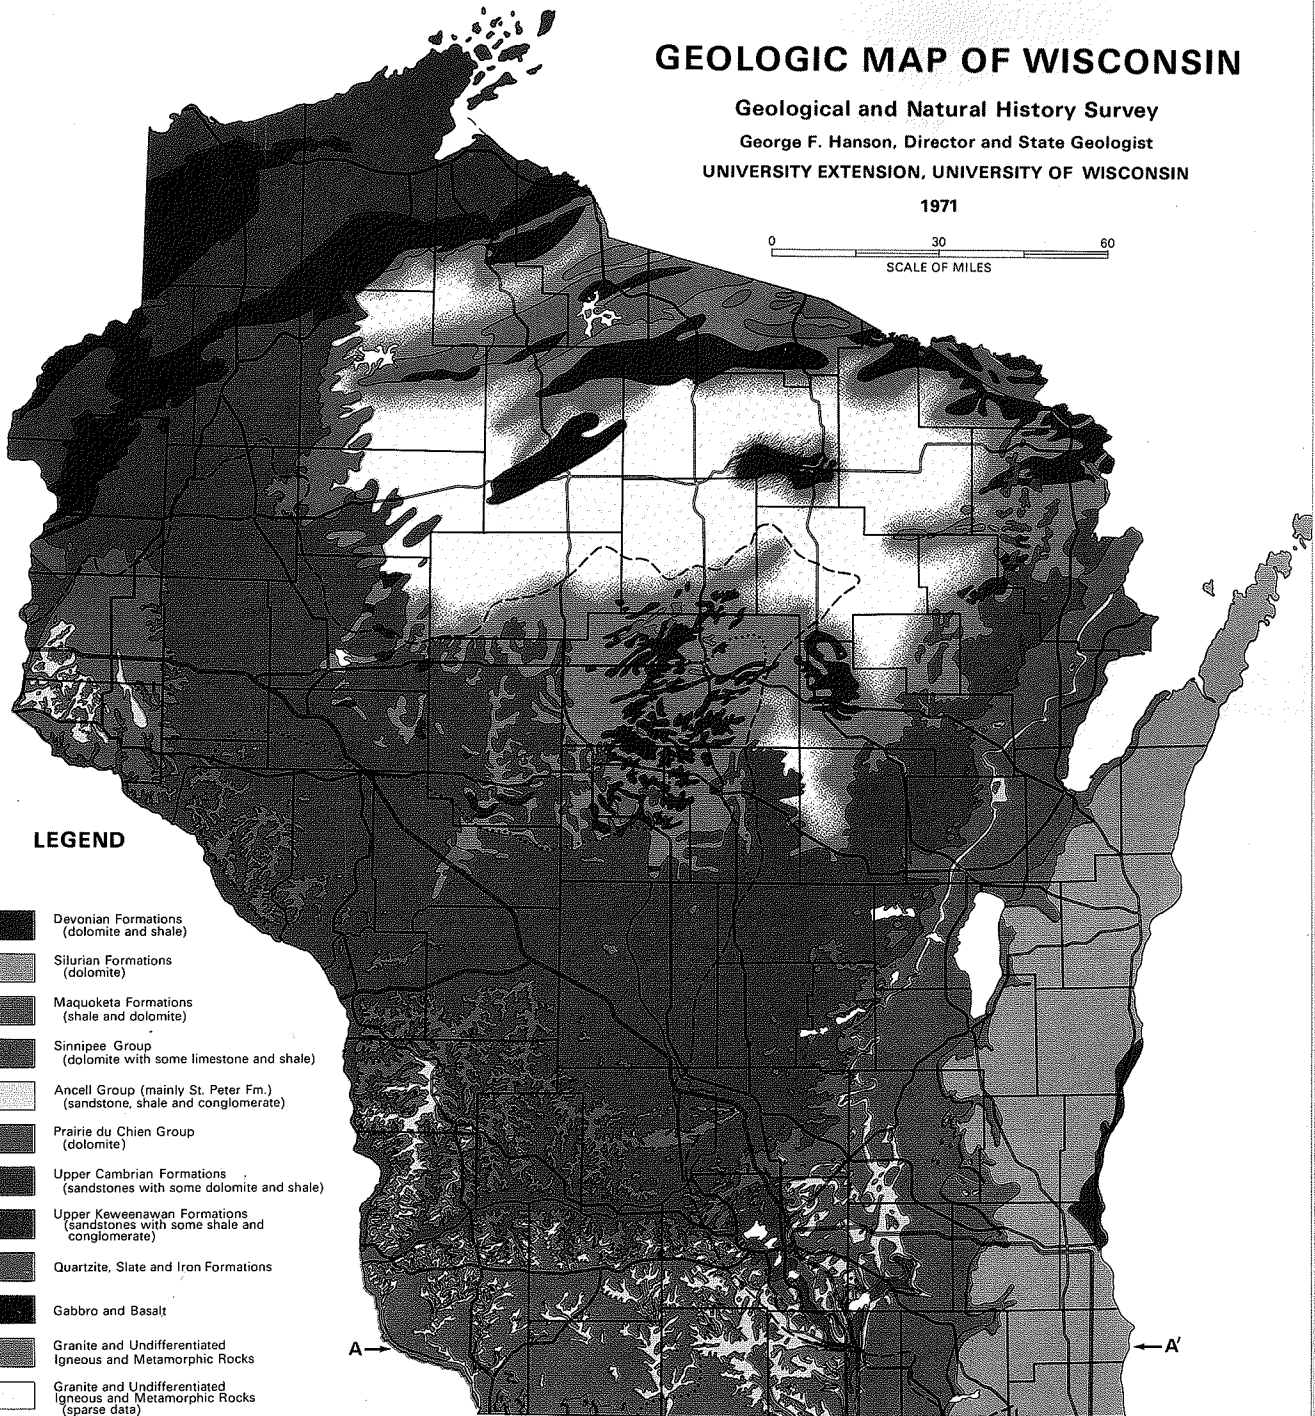 GEOLOGIC MAP OF WISCONSIN
Geological and Natural History Survey
George F. Hanson, Director and State Geologist
UNIVERSITY EXTENSION, UNIVERSITY OF WISCONSIN
1971
0 30 60
SCALE OF MILES
LEGEND
Devonian Formations
(dolomite and shale)
Silurian Formations
(dolomite)
Maquoketa Formations
(shale and dolomite)
Sinnipee Group
(dolomite with some limestone and shale)
Ancell Group (mainly St. Peter Fm.)
(sandstone, shale and conglomerate)
Prairie du Chien Group
(dolomite)
Upper Cambrian Formations
(sandstones with some dolomite and shale)
Upper Keweenawan Formations
(sandstones with some shale and
conglomerate)
Quartzite, Slate and Iron Formations
Gabbro and Basalt
Granite and Undifferentiated
Igneous and Metamorphic Rocks
Granite and Undifferentiated
Igneous and Metamorphic Rocks
(sparse data)
A
A'